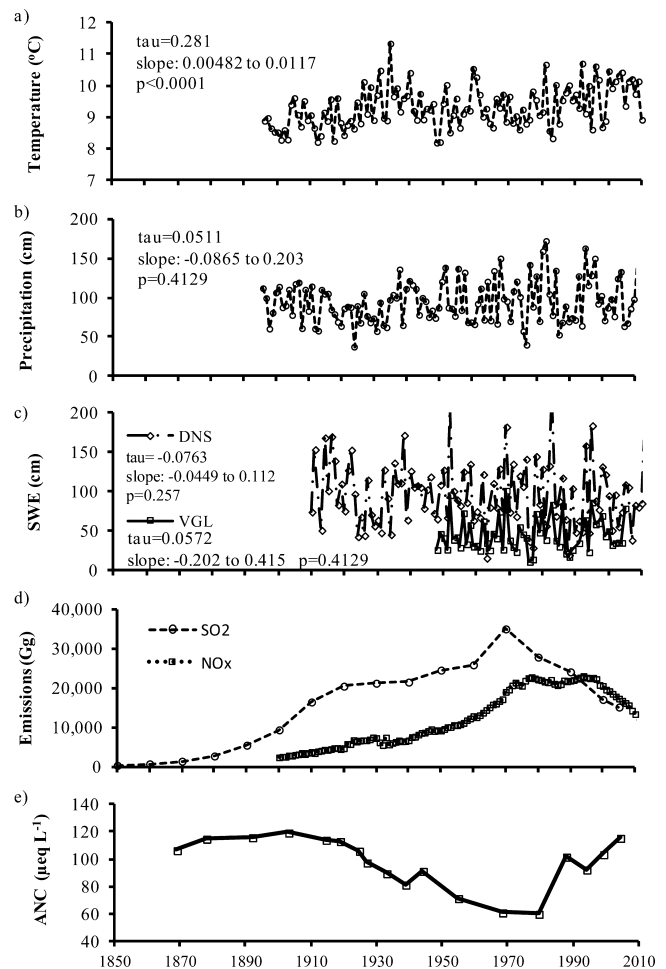 a)
12
11
10
9
8
7
Temperature (ºC)
tau=0.281
slope: 0.00482 to 0.0117
p<0.0001
b)
200
150
100
50
0
Precipitation (cm)
tau=0.0511
slope: -0.0865 to 0.203
p=0.4129
c)
200
150
100
50
0
SWE (cm)
DNS
tau= -0.0763
slope: -0.0449 to 0.112
p=0.257
VGL
tau=0.0572
slope: -0.202 to 0.415 p=0.4129
d)
40,000
30,000
20,000
10,000
0
Emissions (Gg)
SO2
NOx
e)
140
120
100
80
60
40
ANC (µeq L-1)
1850 1870 1890 1910 1930 1950 1970 1990 2010